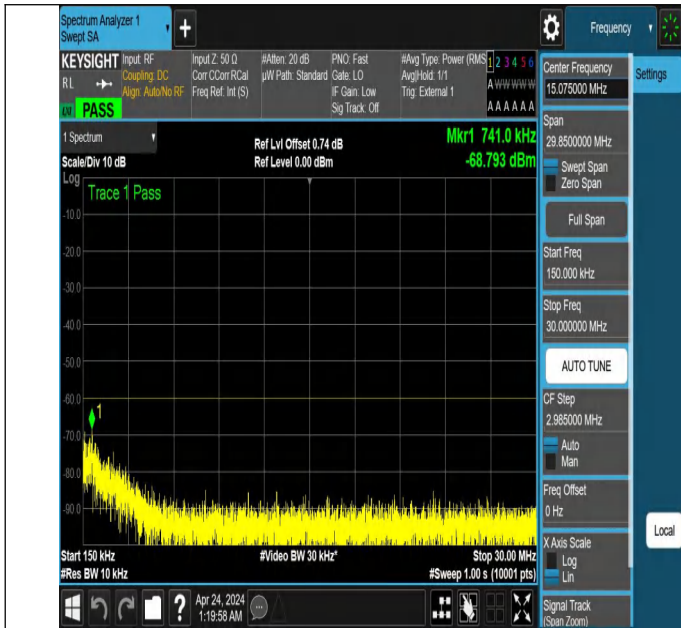 Spectrum Analyzer 1
Swept SA
+
Frequency
KEYSIGHT
RL
PASS
Input: RF
Coupling: DC
Align: Auto/No RF
Input Z: 50 Ω
Corr CCorr RCal
Freq Ref: Int (S)
#Atten: 20 dB
µW Path: Standard
PNO: Fast
Gate: LO
IF Gain: Low
Sig Track: Off
#Avg Type: Power (RMS
Avg|Hold: 1/1
Trig: External 1
1 2 3 4 5 6
A W W W W W
A A A A A A
Center Frequency
15.075000 MHz
Settings
1 Spectrum
Scale/Div 10 dB
Ref Lvl Offset 0.74 dB
Ref Level 0.00 dBm
Mkr1 741.0 kHz
-68.793 dBm
Span
29.8500000 MHz
Swept Span
Zero Span
Full Span
Start Freq
150.000 kHz
Stop Freq
30.000000 MHz
AUTO TUNE
CF Step
2.985000 MHz
Auto
Man
Freq Offset
0 Hz
X Axis Scale
Log
Lin
Local
Signal Track
(Span Zoom)
Log
Trace 1 Pass
-10.0
-20.0
-30.0
-40.0
-50.0
-60.0
1
-70.0
-80.0
-90.0
Start 150 kHz
#Res BW 10 kHz
#Video BW 30 kHz*
Stop 30.00 MHz
#Sweep 1.00 s (10001 pts)
?
Apr 24, 2024
1:19:58 AM